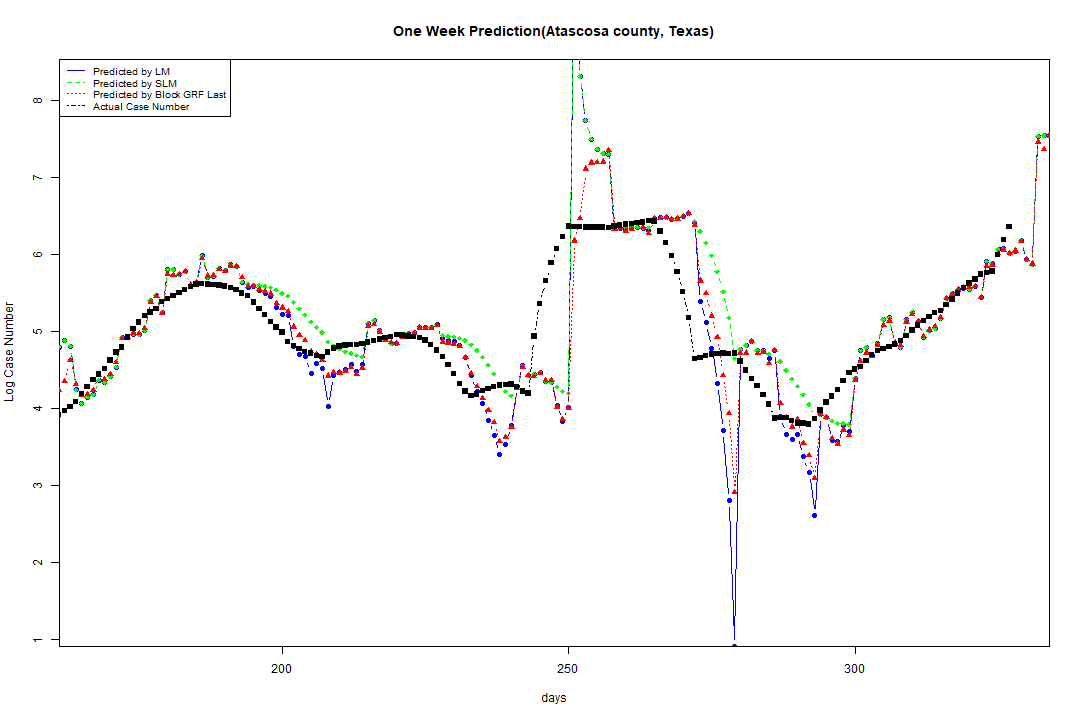 One Week Prediction(Atascosa county, Texas)
Predicted by LM
Predicted by SLM
Predicted by Block GRF Last
Actual Case Number
Log Case Number
8
7
6
5
4
3
2
1
200
250
300
days